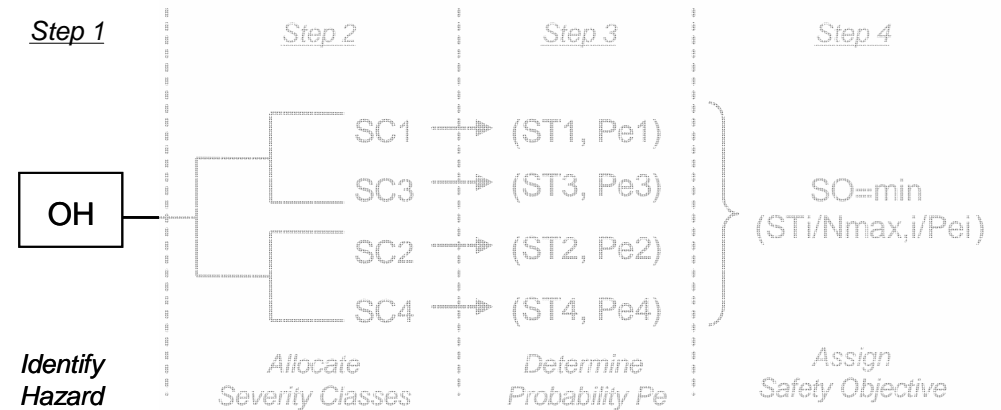 Step 1 Step 2 Step 3 Step 4
SC1 (ST1, Pe1)
SC3 (ST3, Pe3)
OH SO=min
(STi/Nmax,i/Pei)
SC2 (ST2, Pe2)
SC4 (ST4, Pe4)
Identify Allocate Determine Assign
Hazard Severity Classes Probability Pe Safety Objective